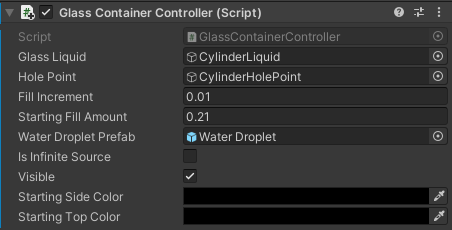 Glass Container Controller (Script)
Script GlassContainerController
Glass Liquid CylinderLiquid
Hole Point CylinderHolePoint
Fill Increment 0.01
Starting Fill Amount 0.21
Water Droplet Prefab Water Droplet
Is Infinite Source
Visible
Starting Side Color
Starting Top Color